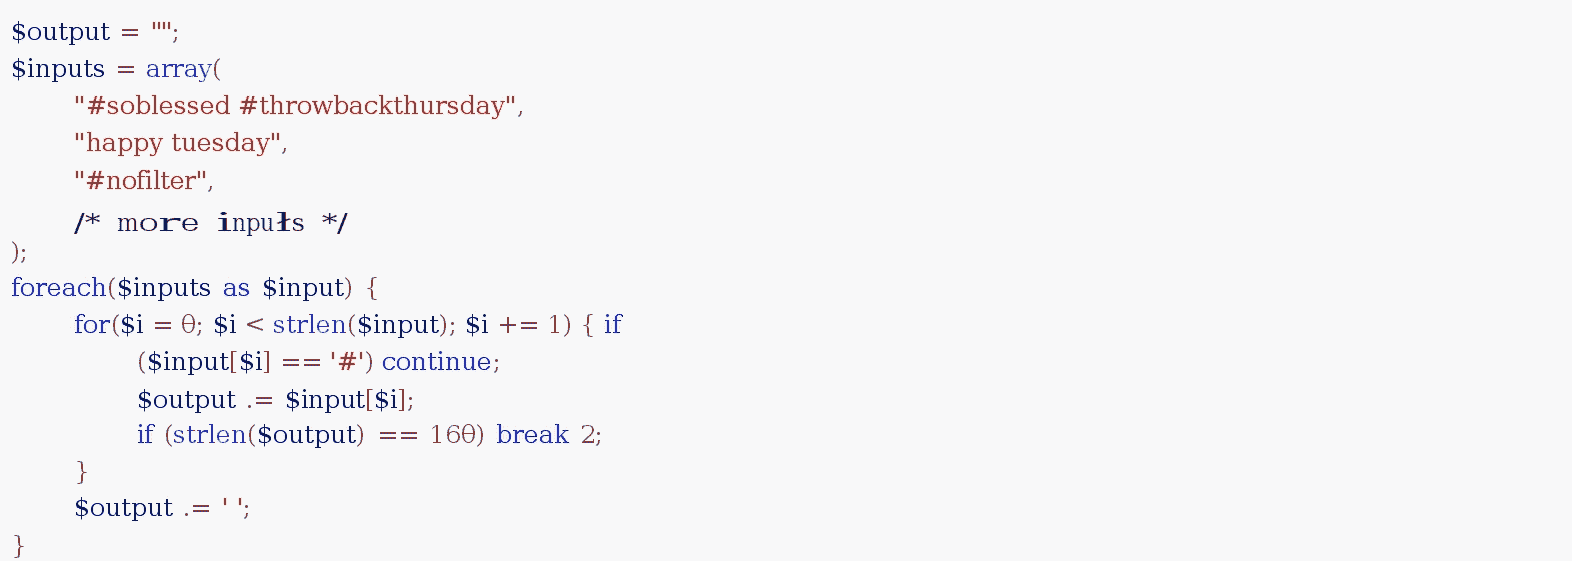 $output = "";
$inputs = array(
"#soblessed #throwbackthursday",
"happy tuesday",
"#nofilter",
/* more inpułs */
);
foreach($inputs as $input) {
for($i = 0; $i < strlen($input); $i += 1) { if
($input[$i] == '#') continue;
$output .= $input[$i];
if (strlen($output) == 160) break 2;
}
$output .= ' ';
}